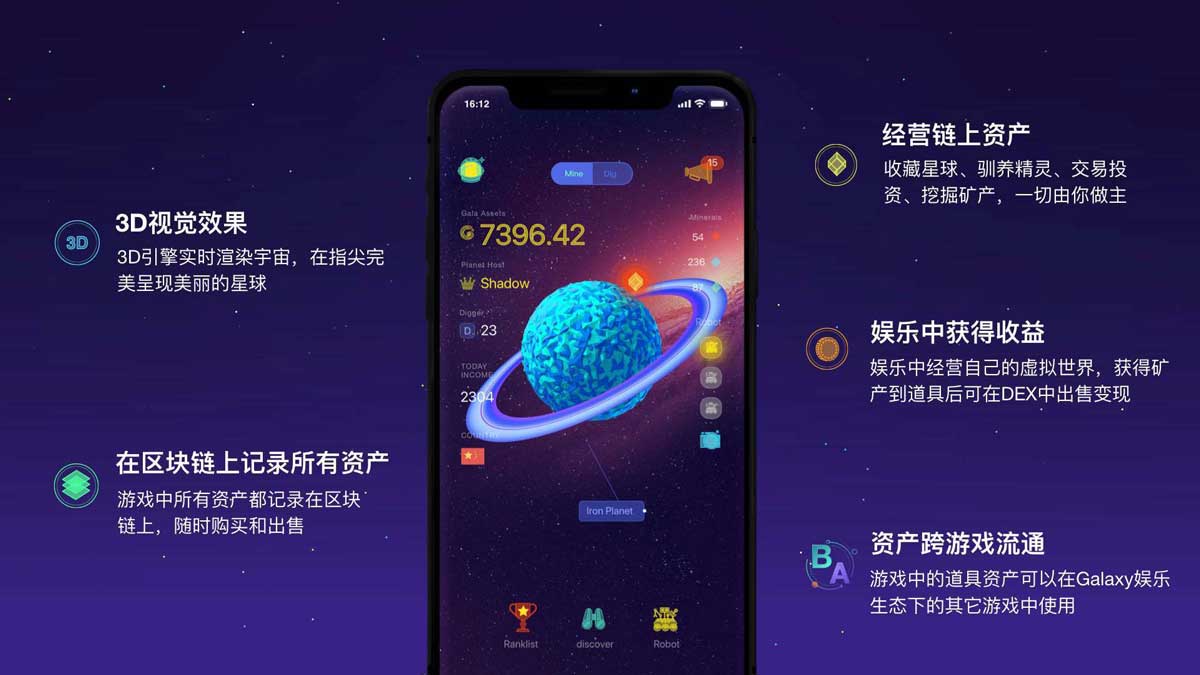 3D
3D视觉效果
3D引擎实时渲染宇宙，在指尖完
美呈现美丽的星球
在区块链上记录所有资产
游戏中所有资产都记录在区块
链上，随时购买和出售
16:12
Mine
Dig
15
Gala Assets
7396.42
Planet Host
Shadow
Digger
D.
23
TODAY
INCOME
2304
COUNTRY
Minerals
54
236
87
Robot
Iron Planet
Ranklist
discover
Robot
经营链上资产
收藏星球、驯养精灵、交易投
资、挖掘矿产，一切由你做主
娱乐中获得收益
娱乐中经营自己的虚拟世界，获得矿
产到道具后可在DEX中出售变现
BA
资产跨游戏流通
游戏中的道具资产可以在Galaxy娱乐
生态下的其它游戏中使用